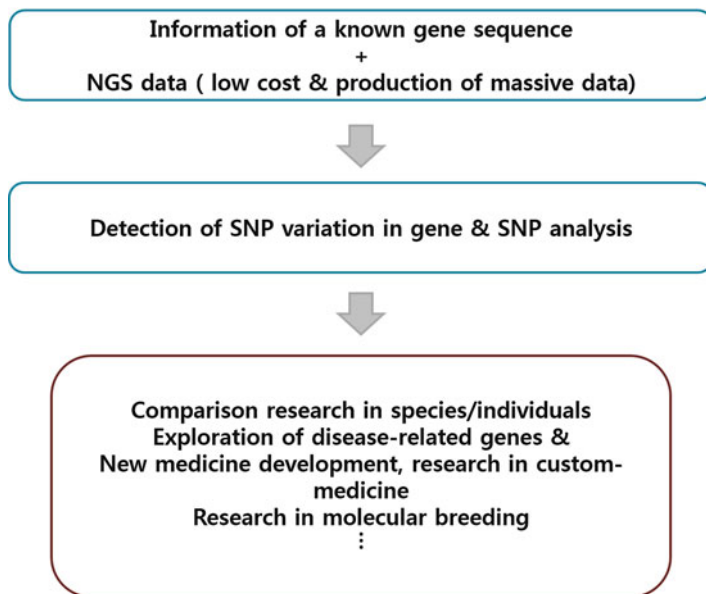 Information of a known gene sequence
+
NGS data ( low cost & production of massive data)
Detection of SNP variation in gene & SNP analysis
Comparison research in species/individuals
Exploration of disease-related genes &
New medicine development, research in custom-
medicine
Research in molecular breeding
⋮